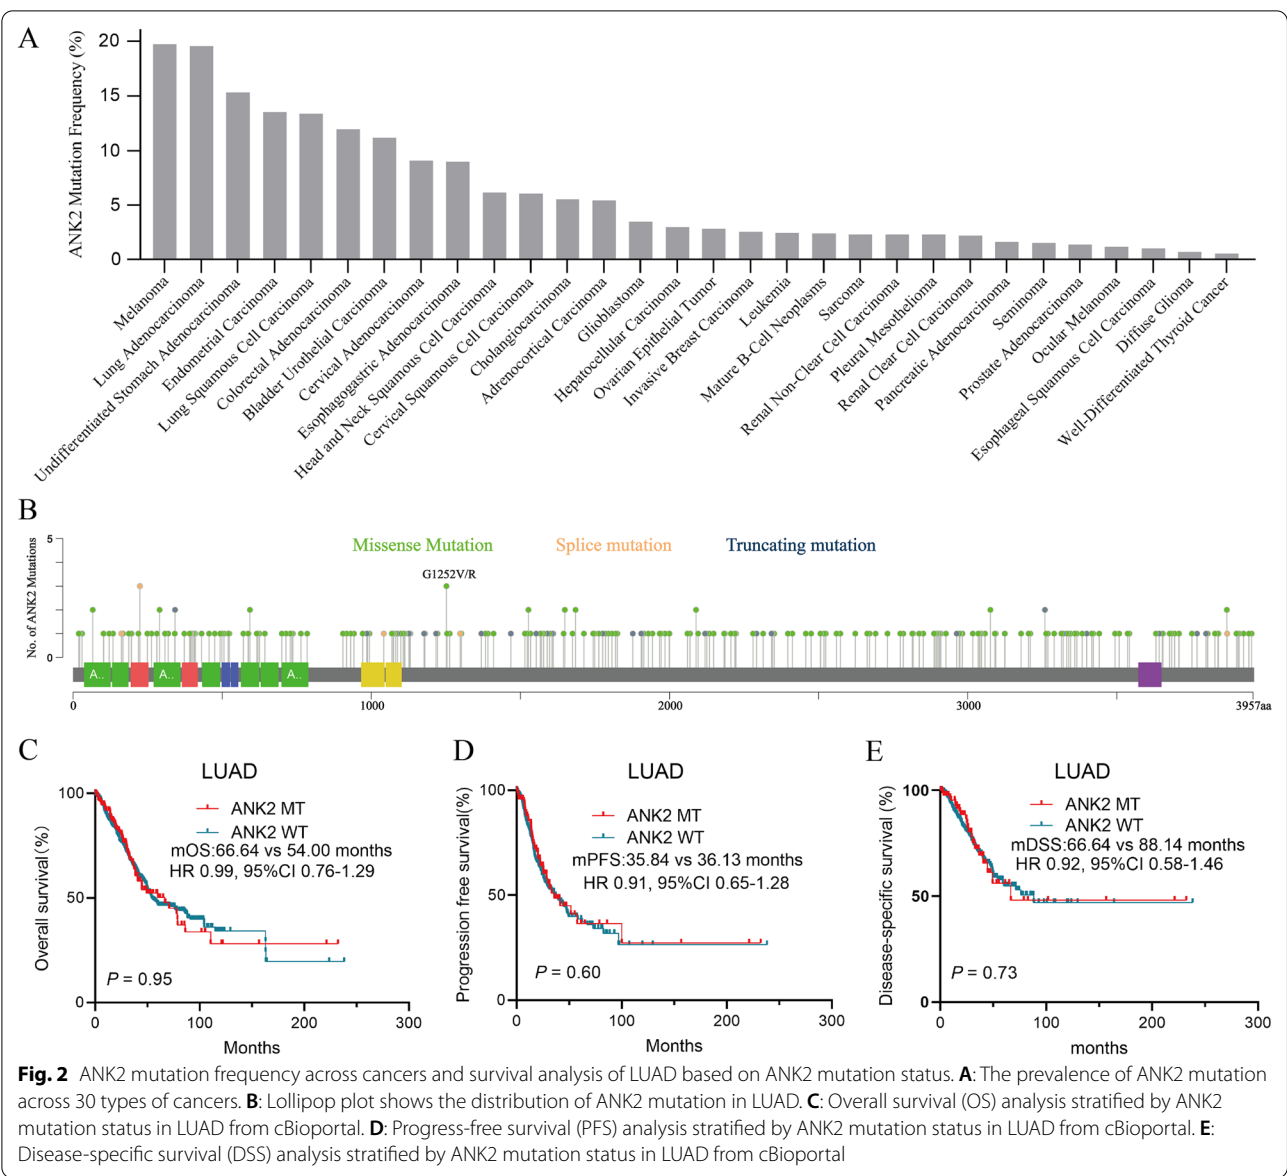 A
ANK2 Mutation Frequency (%)
20
15
10
5
0
Melanoma
Lung Adenocarcinoma
Undifferentiated Stomach Adenocarcinoma
Endometrial Carcinoma
Lung Squamous Cell Carcinoma
Colorectal Adenocarcinoma
Bladder Urothelial Carcinoma
Cervical Adenocarcinoma
Esophagogastric Adenocarcinoma
Head and Neck Squamous Cell Carcinoma
Cervical Squamous Cell Carcinoma
Cholangiocarcinoma
Adrenocortical Carcinoma
Glioblastoma
Hepatocellular Carcinoma
Ovarian Epithelial Tumor
Invasive Breast Carcinoma
Leukemia
Mature B-Cell Neoplasms
Sarcoma
Renal Non-Clear Cell Carcinoma
Pleural Mesothelioma
Renal Clear Cell Carcinoma
Pancreatic Adenocarcinoma
Seminoma
Prostate Adenocarcinoma
Ocular Melanoma
Esophageal Squamous Cell Carcinoma
Diffuse Glioma
Well-Differentiated Thyroid Cancer
B
No. of ANK2 Mutations
5
0
Missense Mutation Splice mutation Truncating mutation
G1252V/R
A.. A.. A..
0 1000 2000 3000 3957aa
C
LUAD
ANK2 MT
ANK2 WT
mOS:66.64 vs 54.00 months
HR 0.99, 95%CI 0.76-1.29
P = 0.95
Overall survival(%)
100
50
0
0 100 200 300
Months
D
LUAD
ANK2 MT
ANK2 WT
mPFS:35.84 vs 36.13 months
HR 0.91, 95%CI 0.65-1.28
P = 0.60
Progression free survival(%)
100
50
0
0 100 200 300
Months
E
LUAD
ANK2 MT
ANK2 WT
mDSS:66.64 vs 88.14 months
HR 0.92, 95%CI 0.58-1.46
P = 0.73
Disease-specific survival (%)
100
50
0
0 100 200 300
months
Fig. 2 ANK2 mutation frequency across cancers and survival analysis of LUAD based on ANK2 mutation status. A: The prevalence of ANK2 mutation
across 30 types of cancers. B: Lollipop plot shows the distribution of ANK2 mutation in LUAD. C: Overall survival (OS) analysis stratified by ANK2
mutation status in LUAD from cBioportal. D: Progress-free survival (PFS) analysis stratified by ANK2 mutation status in LUAD from cBioportal. E:
Disease-specific survival (DSS) analysis stratified by ANK2 mutation status in LUAD from cBioportal